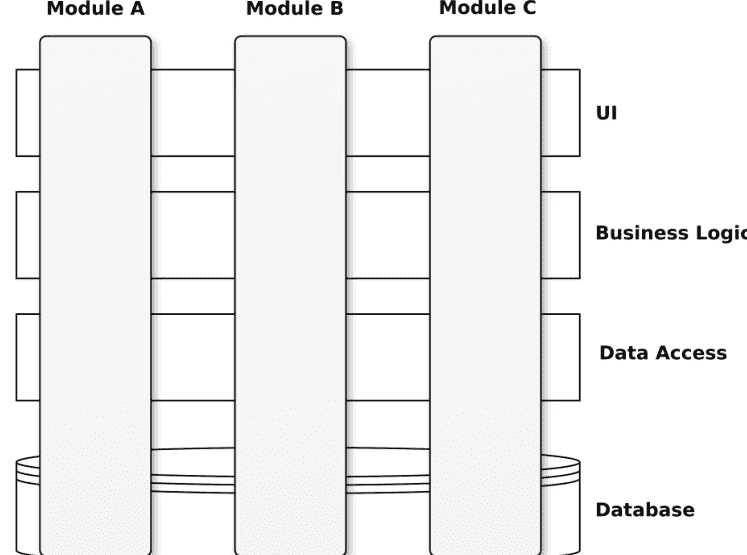 Module A Module B Module C
UI
Business Logic
Data Access
Database